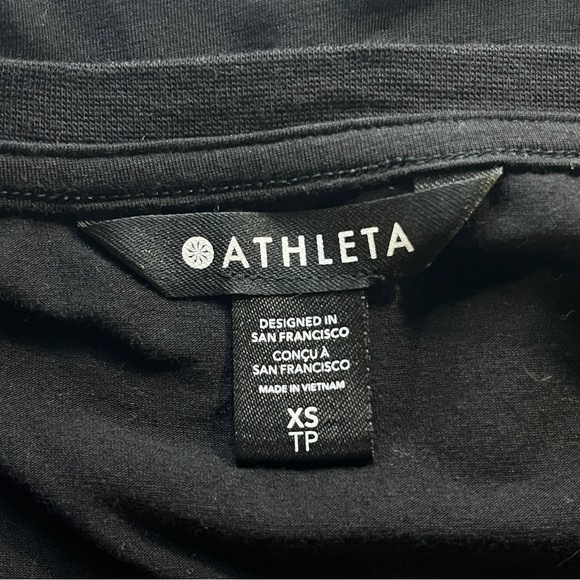 ATHLETA
DESIGNED IN
SAN FRANCISCO
CONÇU À
SAN FRANCISCO
MADE IN VIETNAM
XS
TP